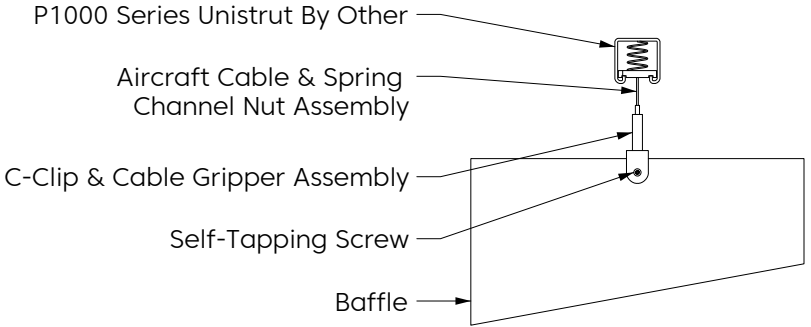 P1000 Series Unistrut By Other
Aircraft Cable & Spring
Channel Nut Assembly
C-Clip & Cable Gripper Assembly
Self-Tapping Screw
Baffle